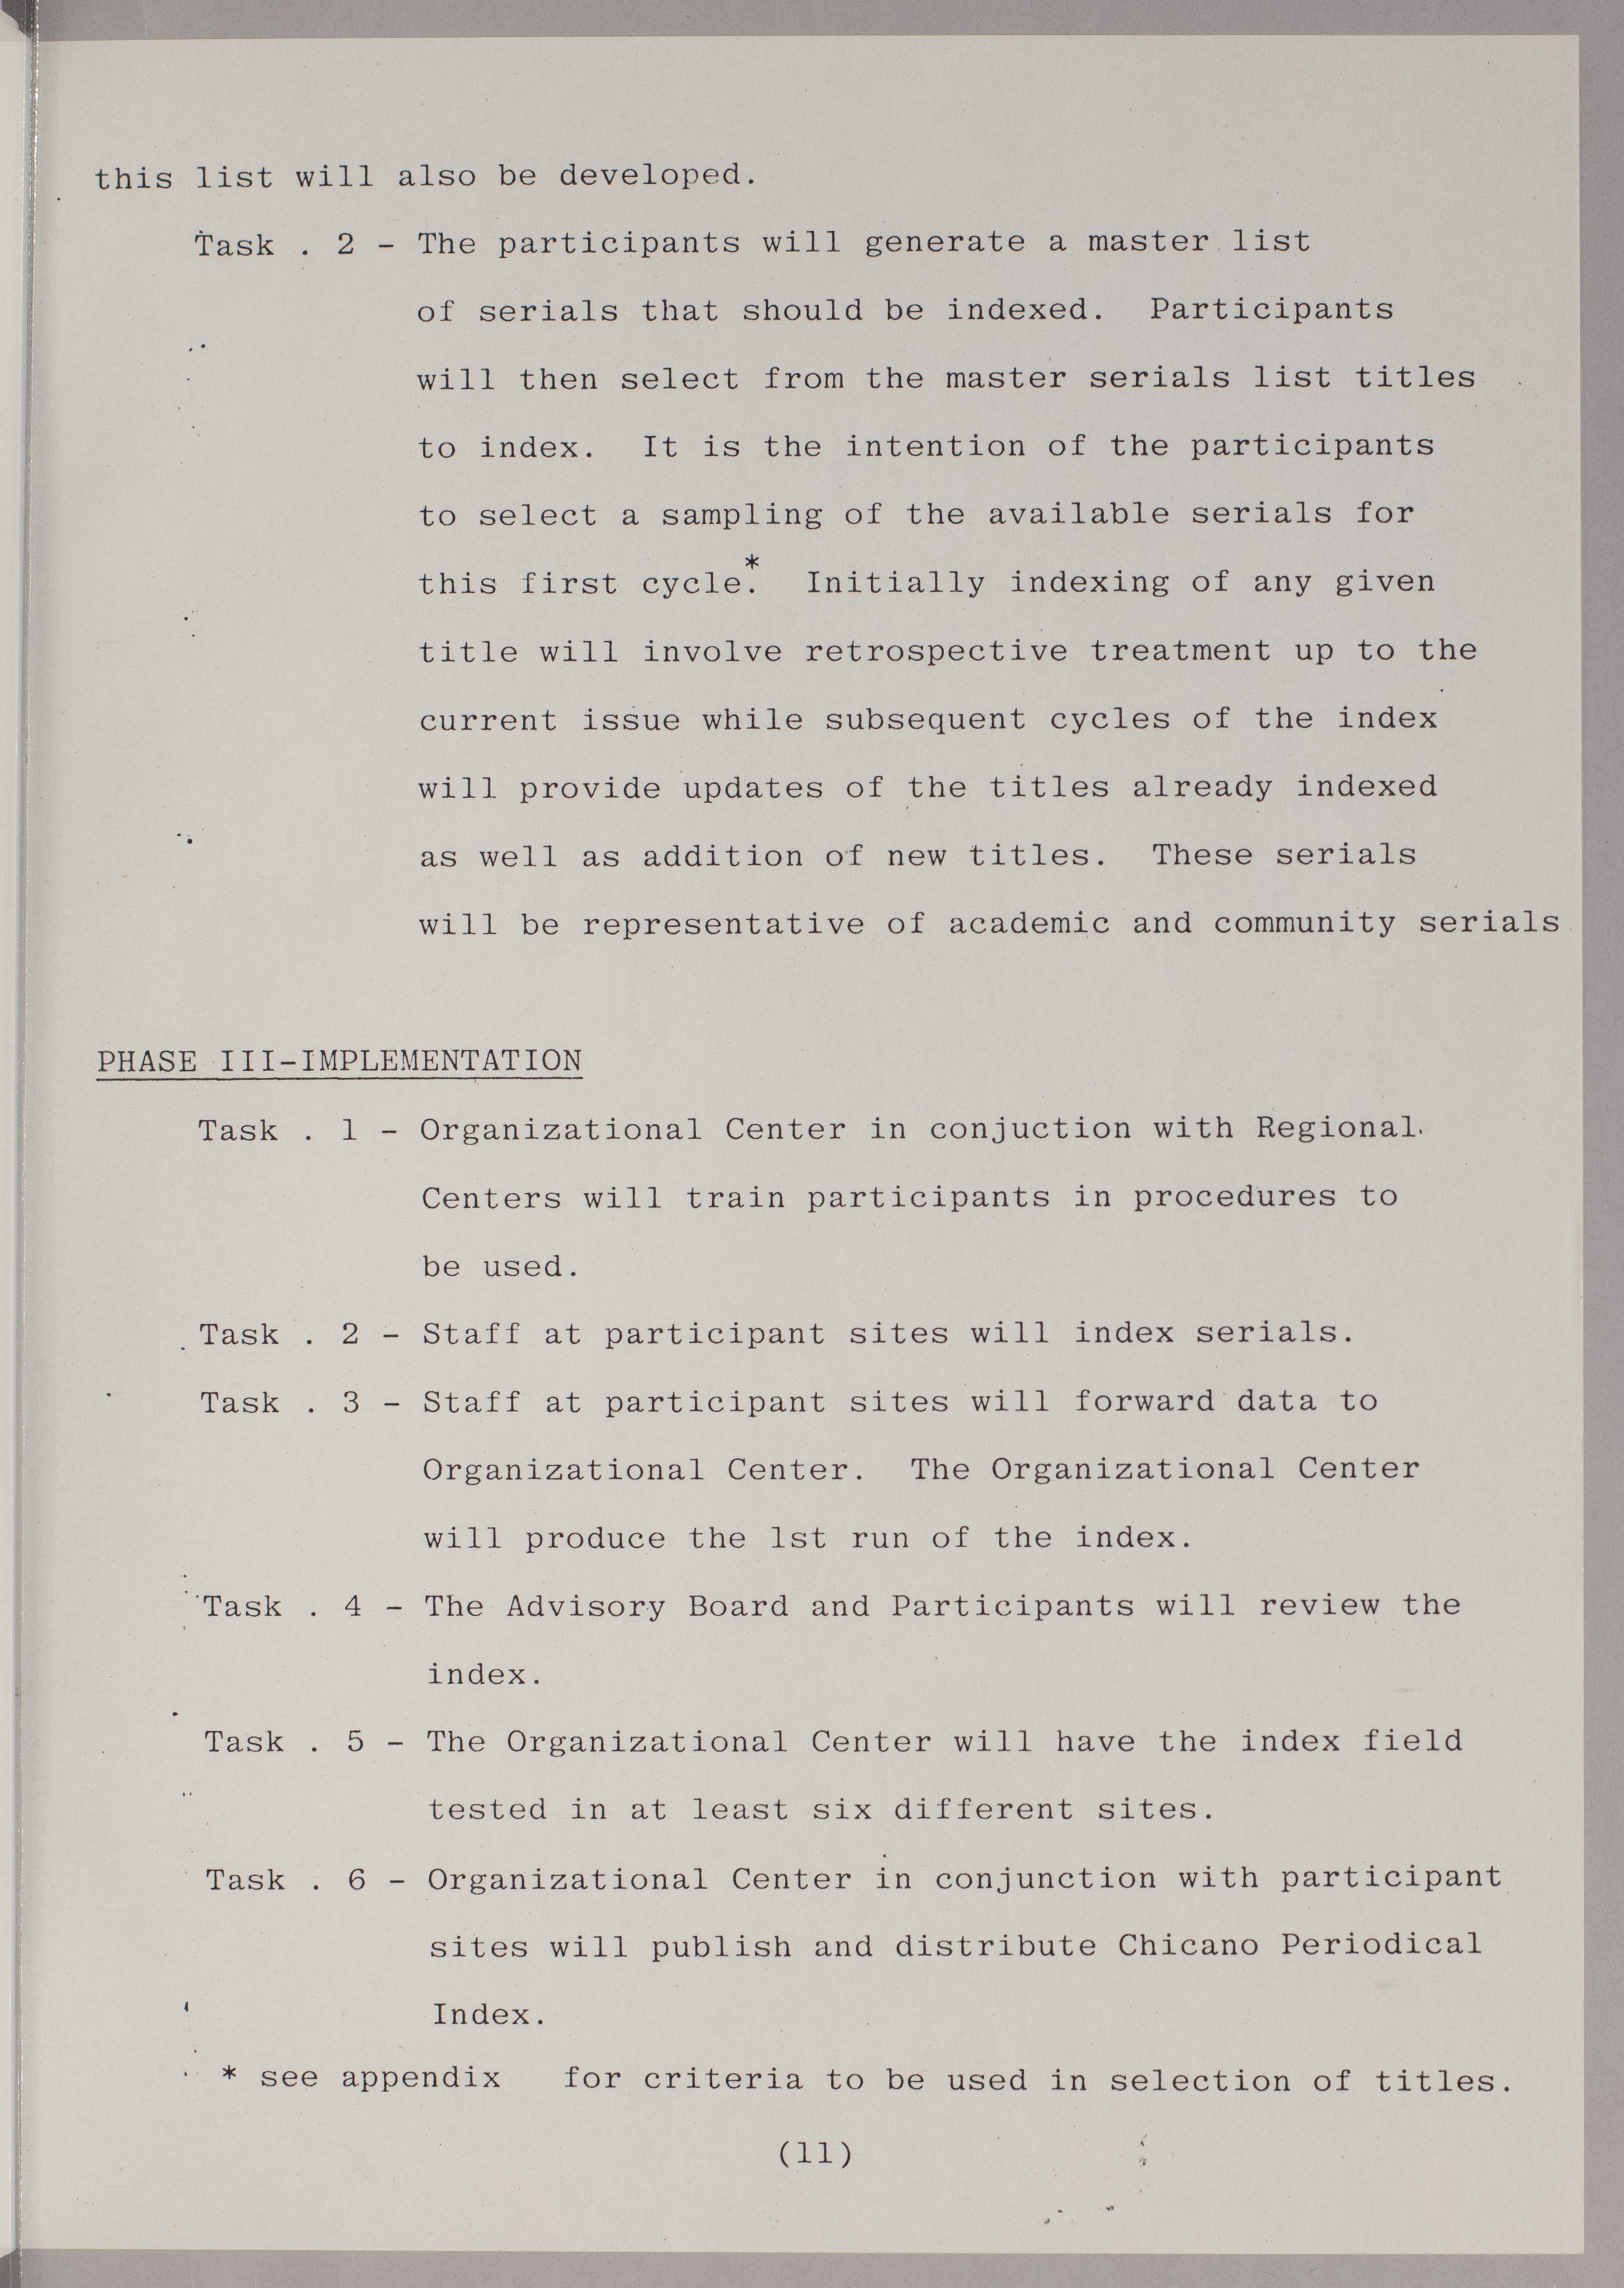 this list will also be developed.
Task . 2 - The participants will generate a master list
of serials that should be indexed.  Participants
will then select from the master serials list titles
to index.  It is the intention of the participants
to select a sampling of the available serials for
this first cycle.*  Initially indexing of any given
title will involve retrospective treatment up to the
current issue while subsequent cycles of the index
will provide updates of the titles already indexed
as well as addition of new titles.  These serials
will be representative of academic and community serials
PHASE III-IMPLEMENTATION
Task . 1 - Organizational Center in conjuction with Regional.
Centers will train participants in procedures to
be used.
Task . 2 - Staff at participant sites will index serials.
Task . 3 - Staff at participant sites will forward data to
Organizational Center.  The Organizational Center
will produce the 1st run of the index.
Task . 4 - The Advisory Board and Participants will review the
index.
Task . 5 - The Organizational Center will have the index field
tested in at least six different sites.
Task . 6 - Organizational Center in conjunction with participant
sites will publish and distribute Chicano Periodical
Index.
* see appendix   for criteria to be used in selection of titles.
(11)